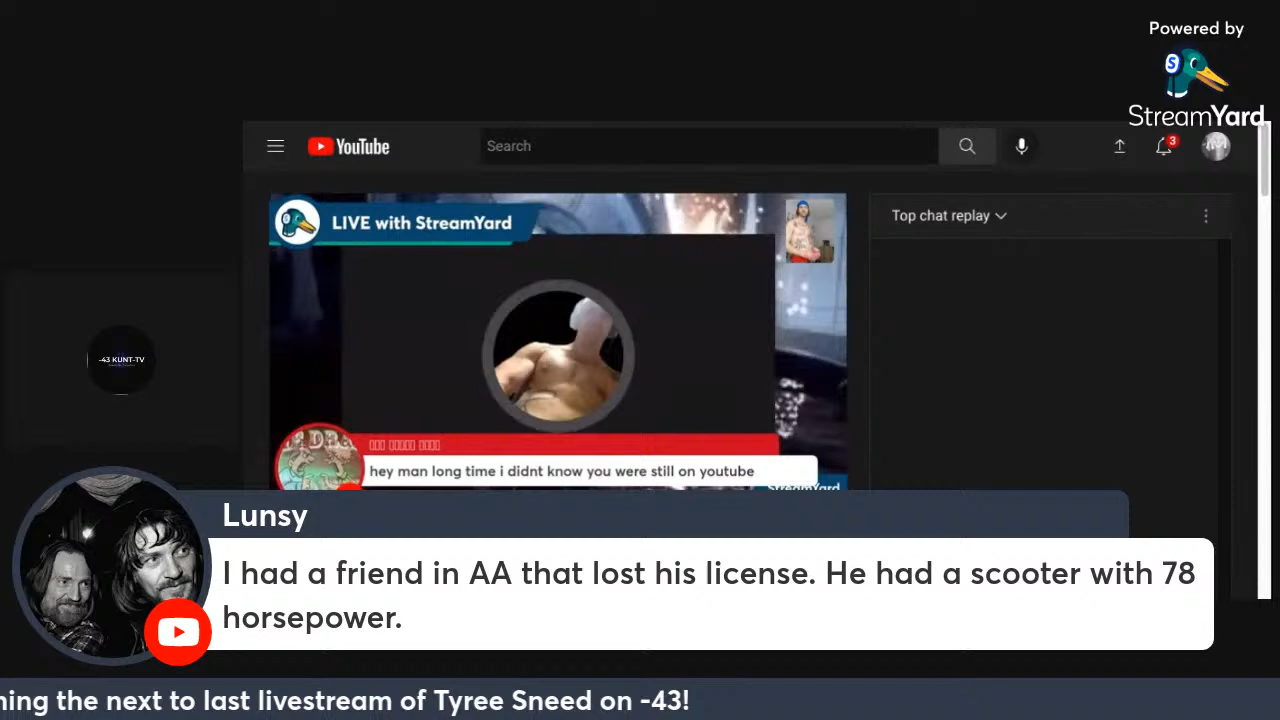 Powered by
StreamYard
YouTube
Search
3
LIVE with StreamYard
Top chat replay
-43 KUNT-TV
hey man long time i didnt know you were still on youtube
StreamYard
Lunsy
I had a friend in AA that lost his license. He had a scooter with 78
horsepower.
the next to last livestream of Tyree Sneed on -43!